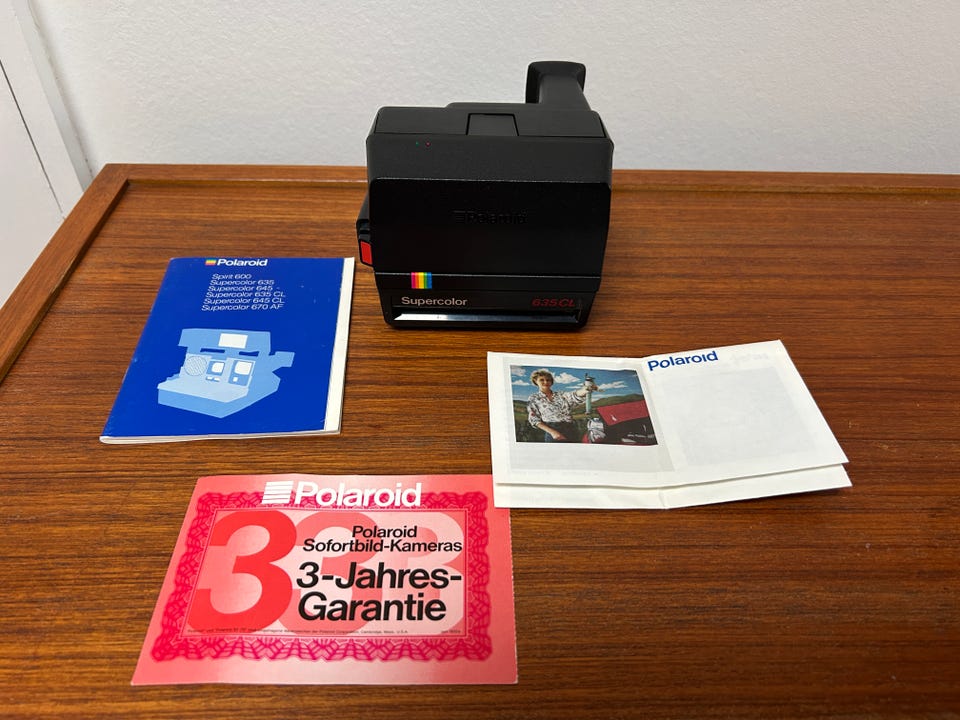 Polaroid
Supercolor
635 CL
Polaroid
Spirit 600
Supercolor 635
Supercolor 645
Supercolor 635 CL
Supercolor 645 CL
Supercolor 670 AF
Polaroid
Polaroid
3
Polaroid
Sofortbild-Kameras
3-Jahres-
Garantie